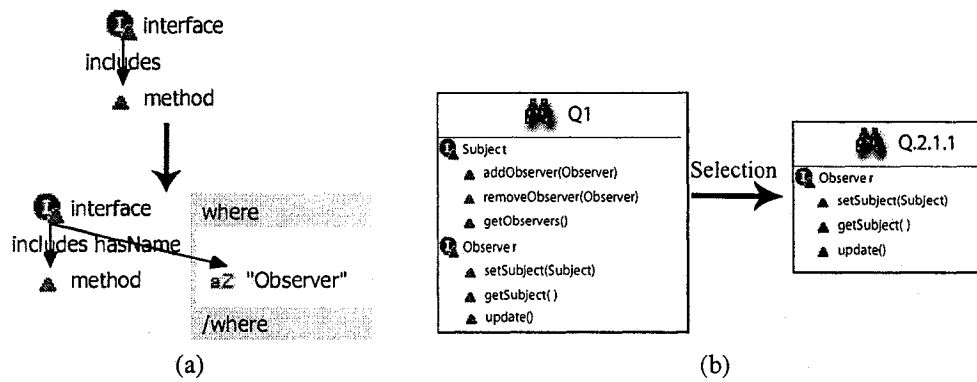 interface
includes
method
interface
includes hasName
method
where
aZ "Observer"
/where
(a)
Q1
Subject
addObserver(Observer)
removeObserver(Observer)
getObservers()
Observer
setSubject(Subject)
getSubject( )
update()
Selection
Q.2.1.1
Observer
setSubject(Subject)
getSubject( )
update()
(b)